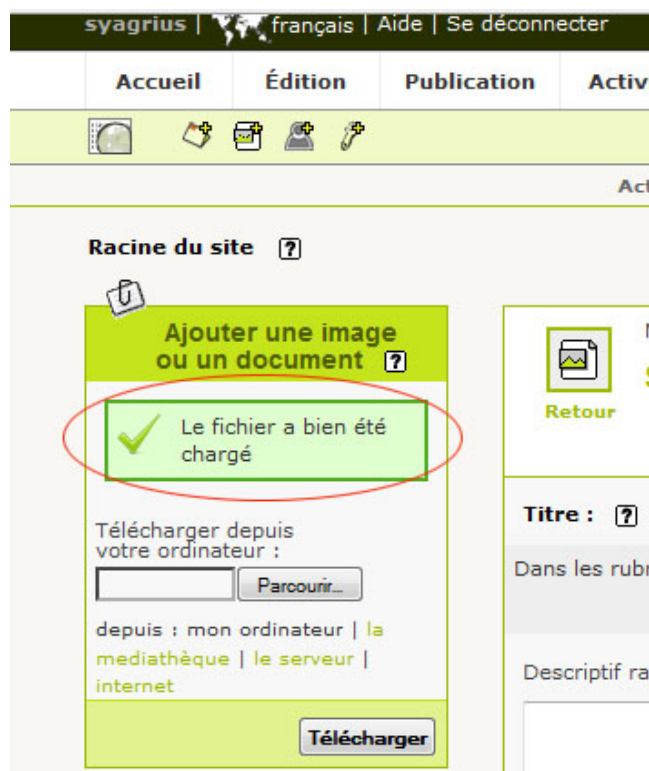 syagrius | français | Aide | Se déconnecter
Accueil Édition Publication Activ
Act
Racine du site ?
Ajouter une image
ou un document ?
Le fichier a bien été
chargé
Télécharger depuis
votre ordinateur :
Parcourir...
depuis : mon ordinateur | la
mediathèque | le serveur |
internet
Télécharger
Retour
Titre : ?
Dans les rubr
Descriptif ra